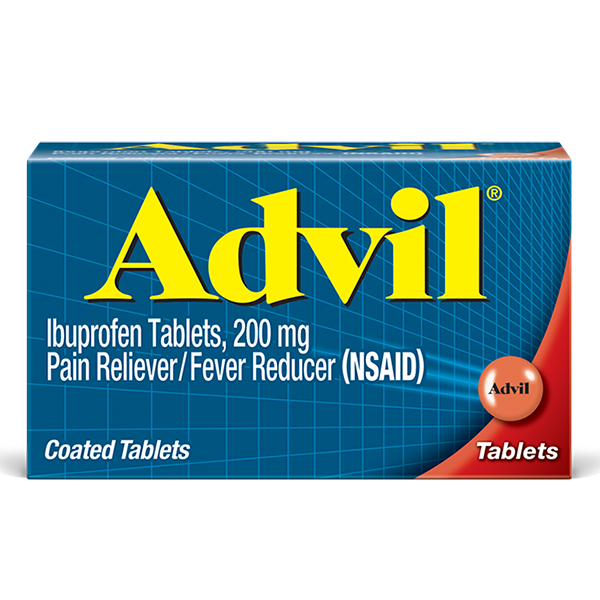 Advil®
Ibuprofen Tablets, 200 mg
Pain Reliever/Fever Reducer (NSAID)
Advil
Coated Tablets
Tablets